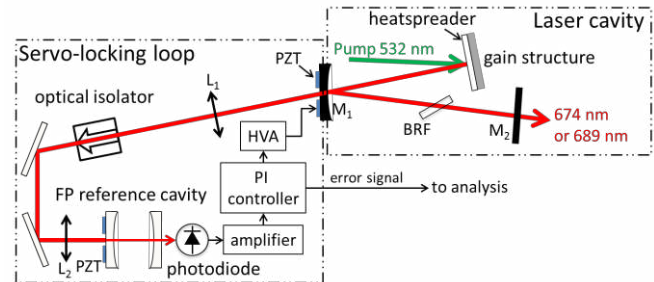 heatspreader
Laser cavity
Servo-locking loop
PZT
Pump 532 nm
gain structure
L1
optical isolator
M1
HVA
BRF
M2
674 nm
or 689 nm
FP reference cavity
PI
controller
error signal
to analysis
amplifier
L2
PZT
photodiode